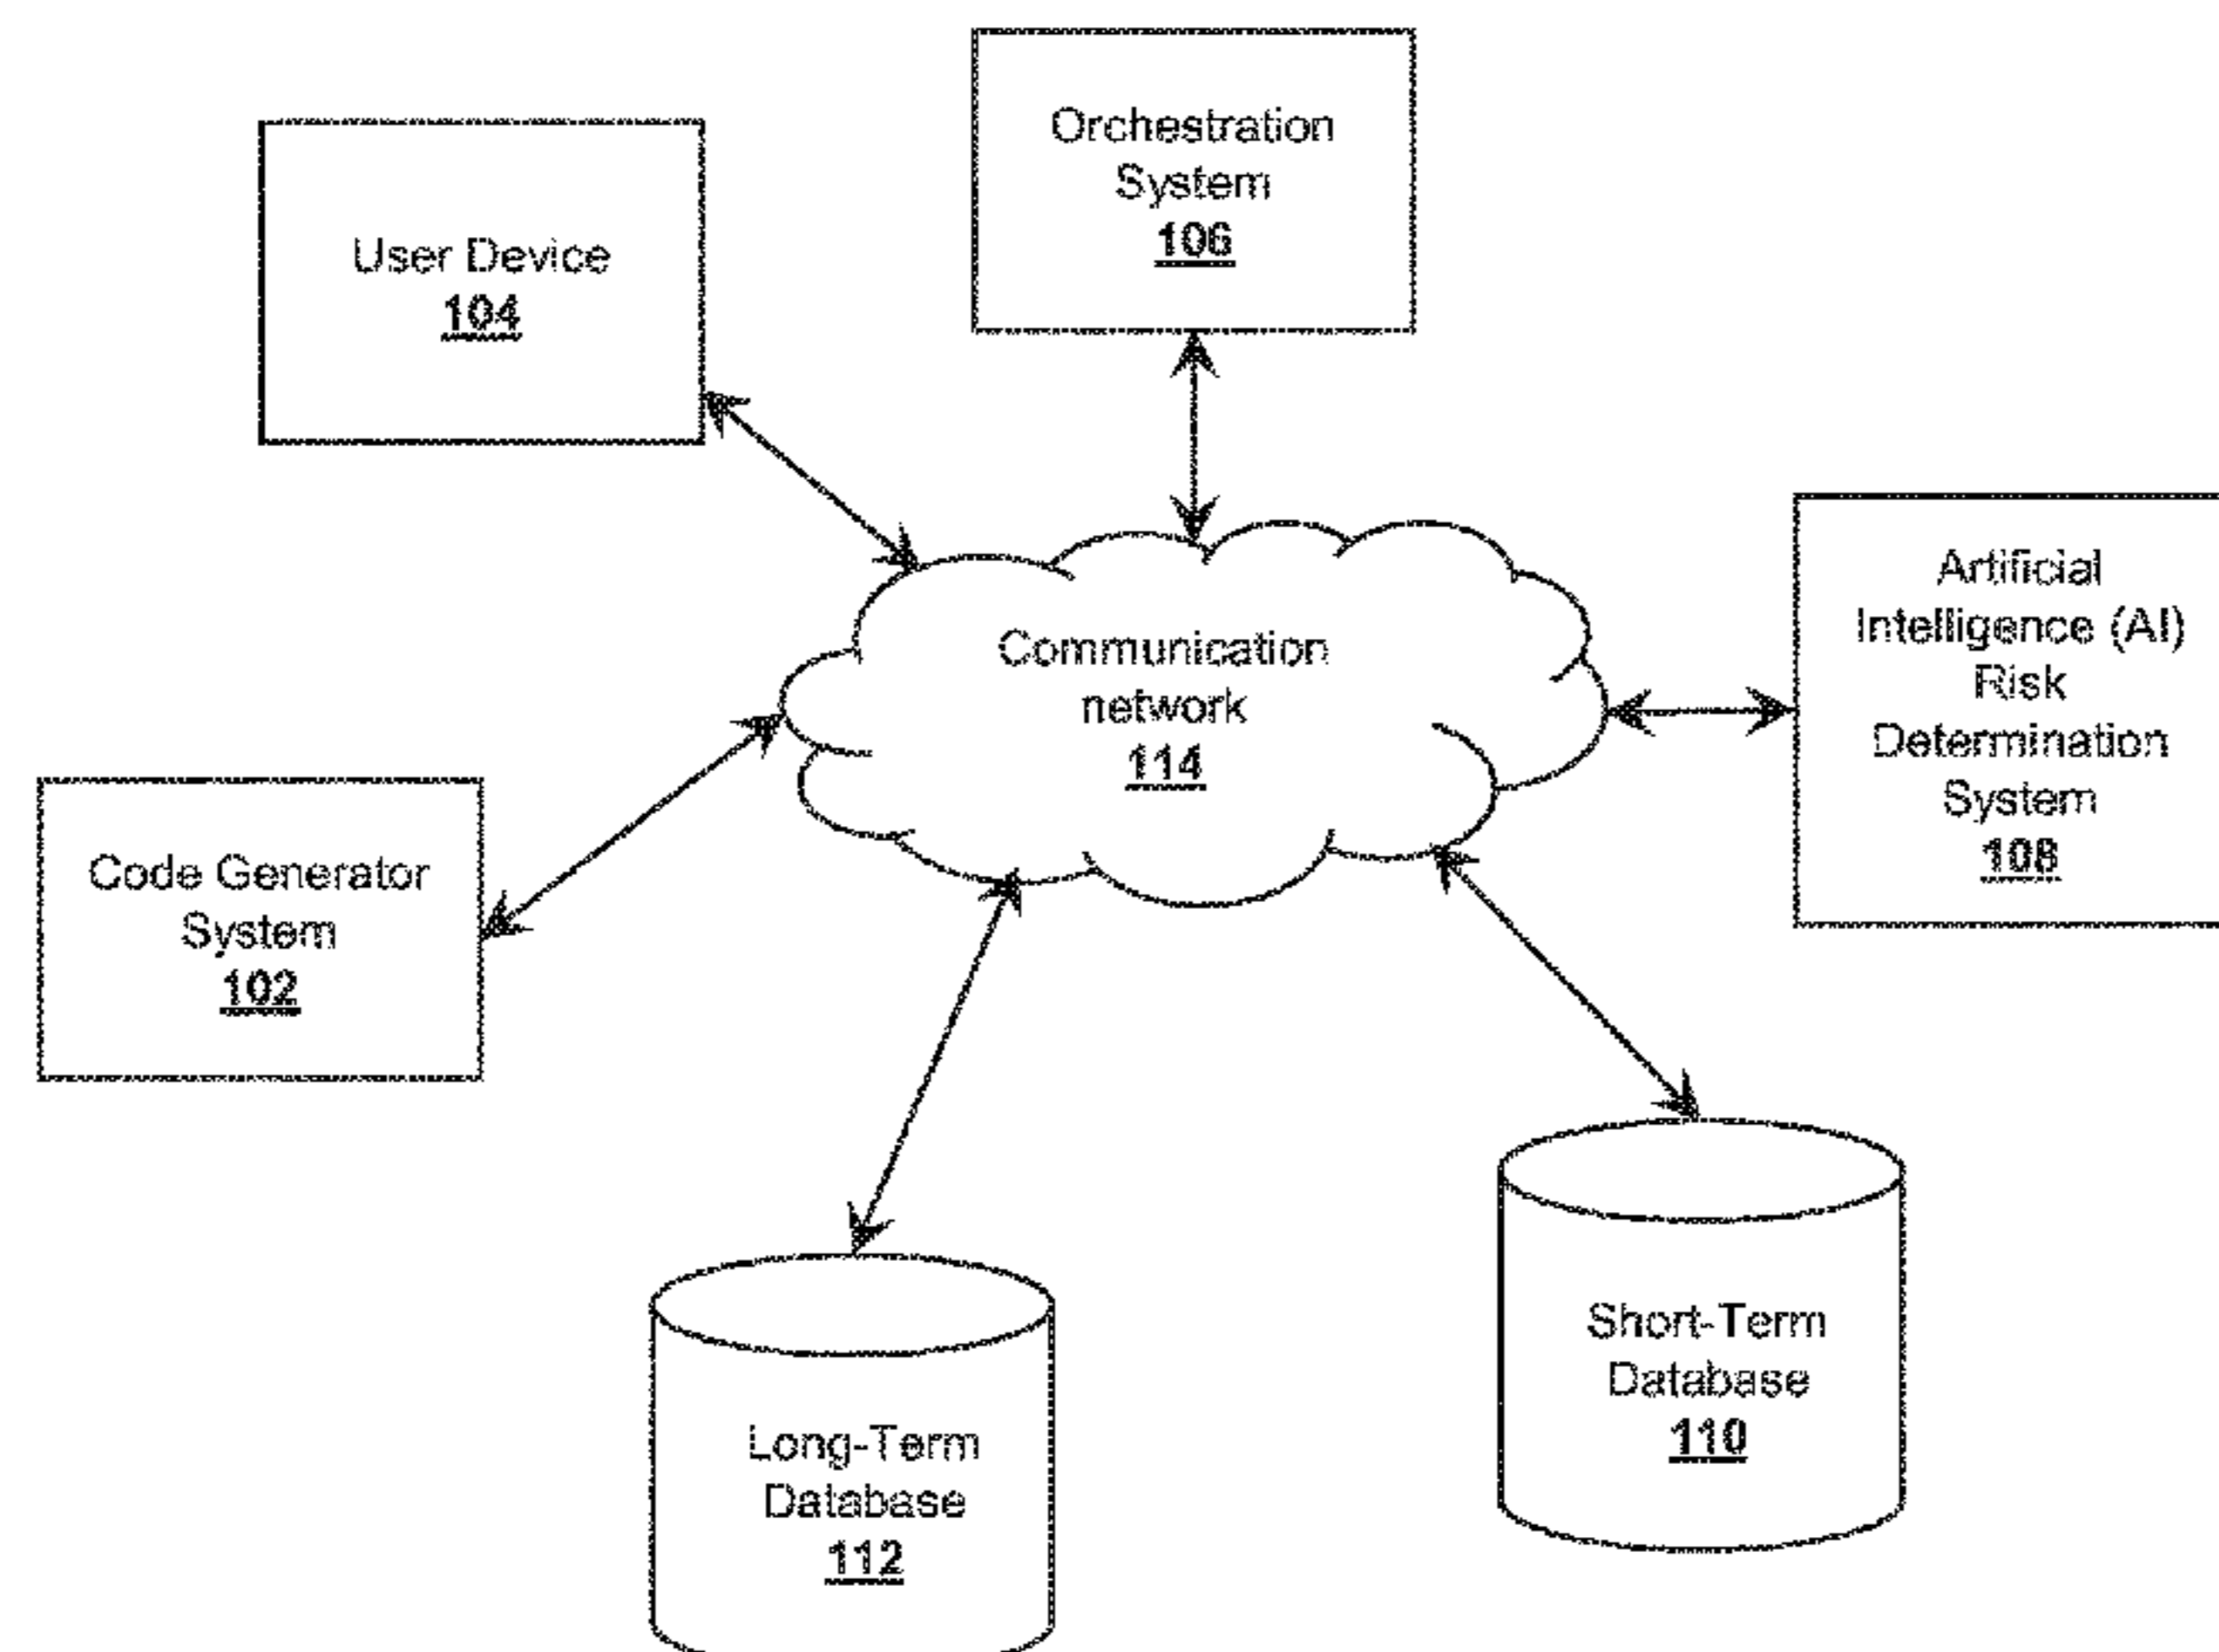 Orchestration
System
106
User Device
104
Artificial
Intelligence (AI)
Risk
Determination
System
108
Communication
network
114
Code Generator
System
102
Short-Term
Database
110
Long-Term
Database
112